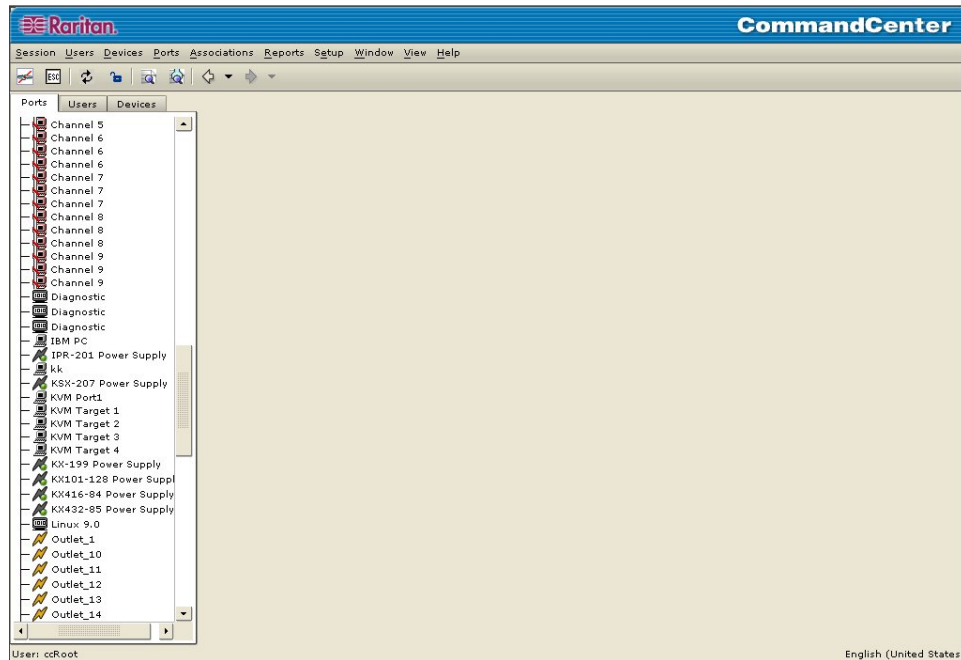 Raritan.
CommandCenter
Session Users Devices Ports Associations Reports Setup Window View Help
ESC
Ports Users Devices
Channel 5
Channel 6
Channel 6
Channel 6
Channel 7
Channel 7
Channel 7
Channel 8
Channel 8
Channel 8
Channel 9
Channel 9
Channel 9
Diagnostic
Diagnostic
Diagnostic
IBM PC
IPR-201 Power Supply
kk
KSX-207 Power Supply
KVM Port1
KVM Target 1
KVM Target 2
KVM Target 3
KVM Target 4
KX-199 Power Supply
KX101-128 Power Suppl
KX416-84 Power Supply
KX432-85 Power Supply
Linux 9.0
Outlet_1
Outlet_10
Outlet_11
Outlet_12
Outlet_13
Outlet_14
User: ccRoot
English (United States